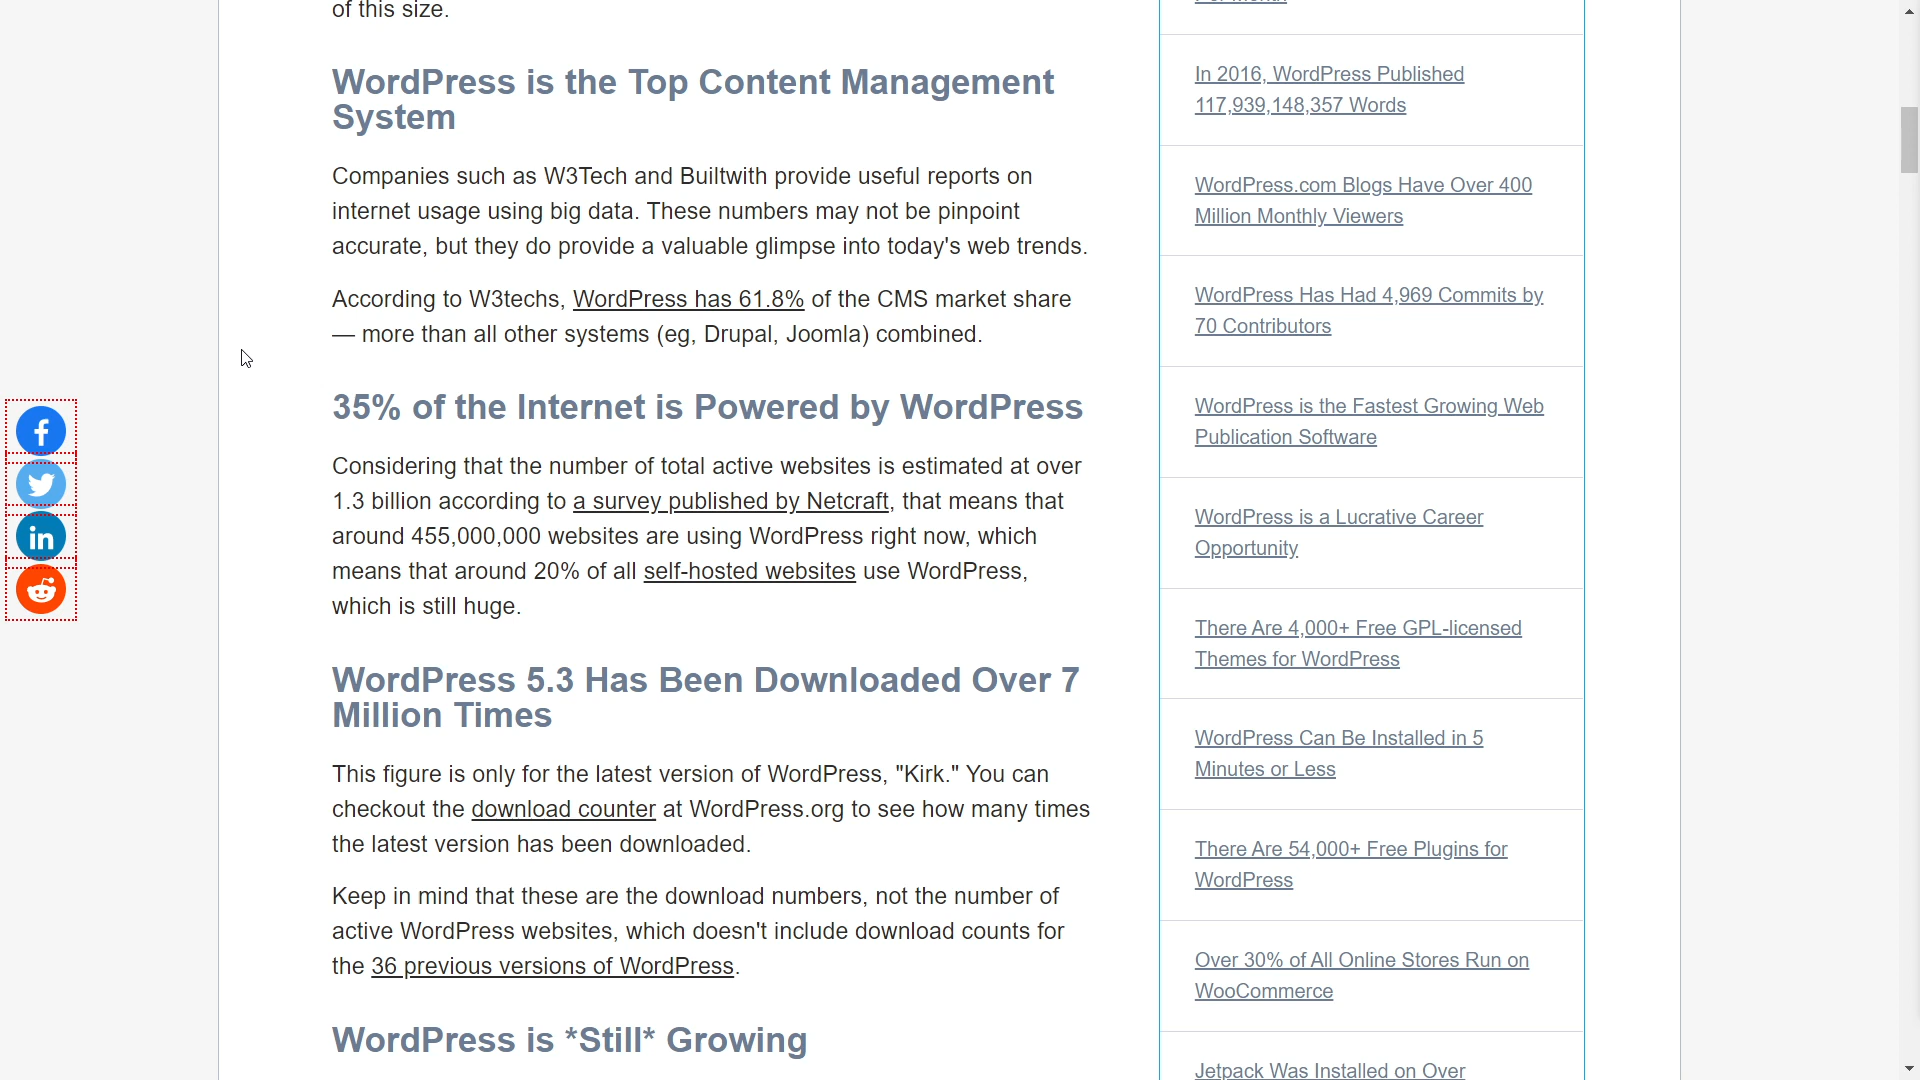 of this size.
WordPress is the Top Content Management
System
Companies such as W3Tech and Builtwith provide useful reports on
internet usage using big data. These numbers may not be pinpoint
accurate, but they do provide a valuable glimpse into today's web trends.
According to W3techs, WordPress has 61.8% of the CMS market share
— more than all other systems (eg, Drupal, Joomla) combined.
35% of the Internet is Powered by WordPress
Considering that the number of total active websites is estimated at over
1.3 billion according to a survey published by Netcraft, that means that
around 455,000,000 websites are using WordPress right now, which
means that around 20% of all self-hosted websites use WordPress,
which is still huge.
WordPress 5.3 Has Been Downloaded Over 7
Million Times
This figure is only for the latest version of WordPress, "Kirk." You can
checkout the download counter at WordPress.org to see how many times
the latest version has been downloaded.
Keep in mind that these are the download numbers, not the number of
active WordPress websites, which doesn't include download counts for
the 36 previous versions of WordPress.
WordPress is *Still* Growing
In 2016, WordPress Published
117,939,148,357 Words
WordPress.com Blogs Have Over 400
Million Monthly Viewers
WordPress Has Had 4,969 Commits by
70 Contributors
WordPress is the Fastest Growing Web
Publication Software
WordPress is a Lucrative Career
Opportunity
There Are 4,000+ Free GPL-licensed
Themes for WordPress
WordPress Can Be Installed in 5
Minutes or Less
There Are 54,000+ Free Plugins for
WordPress
Over 30% of All Online Stores Run on
WooCommerce
Jetpack Was Installed on Over